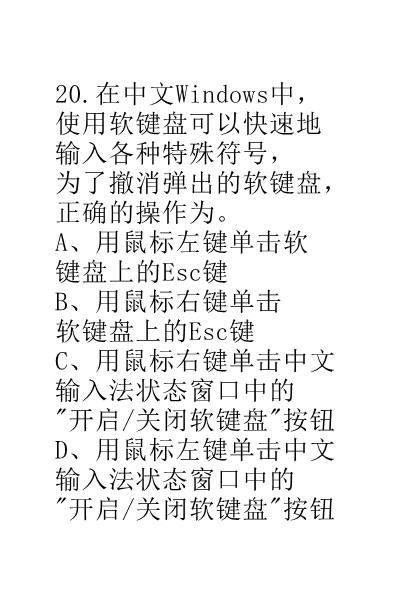 20.在中文Windows中，
使用软键盘可以快速地
输入各种特殊符号，
为了撤消弹出的软键盘，
正确的操作为。
A、用鼠标左键单击软
键盘上的Esc键
B、用鼠标右键单击
软键盘上的Esc键
C、用鼠标右键单击中文
输入法状态窗口中的
"开启/关闭软键盘"按钮
D、用鼠标左键单击中文
输入法状态窗口中的
"开启/关闭软键盘"按钮